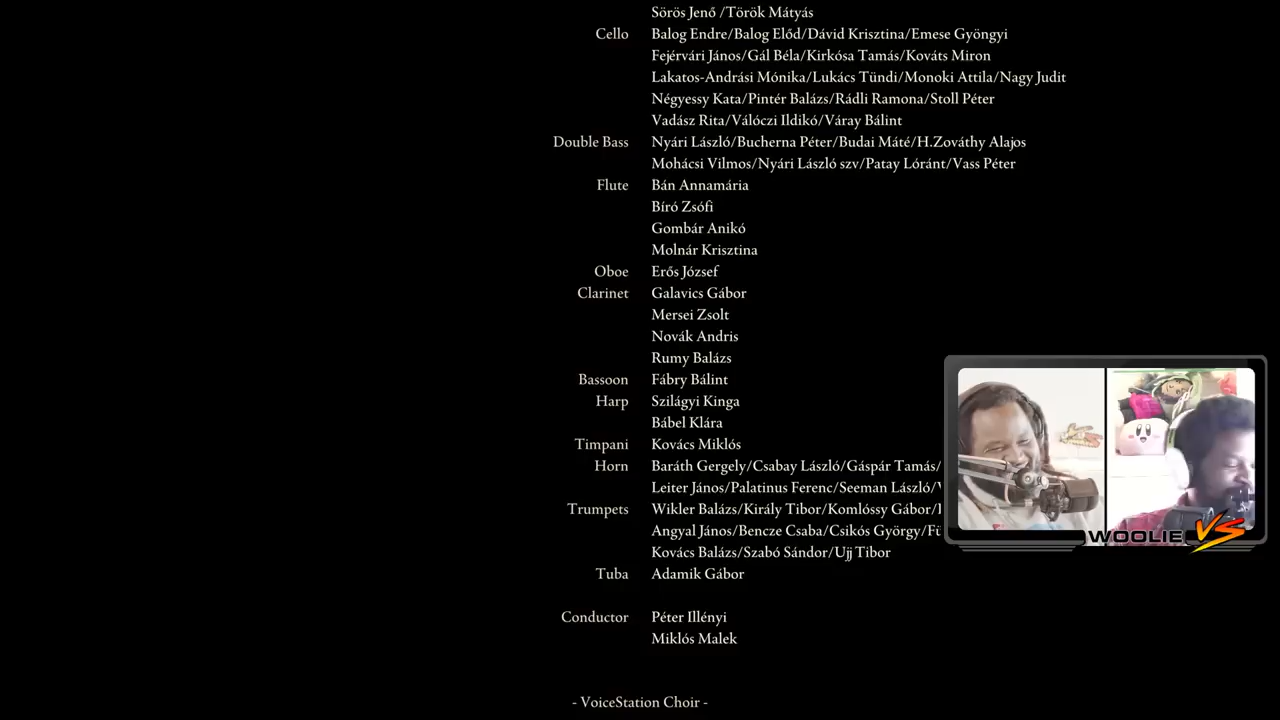 Sörös Jenő /Török Mátyás
Cello Balog Endre/Balog Előd/Dávid Krisztina/Emese Gyöngyi
Fejérvári János/Gál Béla/Kirkósa Tamás/Kováts Miron
Lakatos-Andrási Mónika/Lukács Tündi/Monoki Attila/Nagy Judit
Négyessy Kata/Pintér Balázs/Rádli Ramona/Stoll Péter
Vadász Rita/Válóczi Ildikó/Váray Bálint
Double Bass Nyári László/Bucherna Péter/Budai Máté/H.Zováthy Alajos
Mohácsi Vilmos/Nyári László szv/Patay Lóránt/Vass Péter
Flute Bán Annamária
Bíró Zsófi
Gombár Anikó
Molnár Krisztina
Oboe Erős József
Clarinet Galavics Gábor
Mersei Zsolt
Novák Andris
Rumy Balázs
Bassoon Fábry Bálint
Harp Szilágyi Kinga
Bábel Klára
Timpani Kovács Miklós
Horn Baráth Gergely/Csabay László/Gáspár Tamás/
Leiter János/Palatinus Ferenc/Seeman László/
Trumpets Wikler Balázs/Király Tibor/Komlóssy Gábor/
Angyal János/Bencze Csaba/Csikós György/
Kovács Balázs/Szabó Sándor/Ujj Tibor
Tuba Adamik Gábor
Conductor Péter Illényi
Miklós Malek
- VoiceStation Choir -
WOOLIE VS